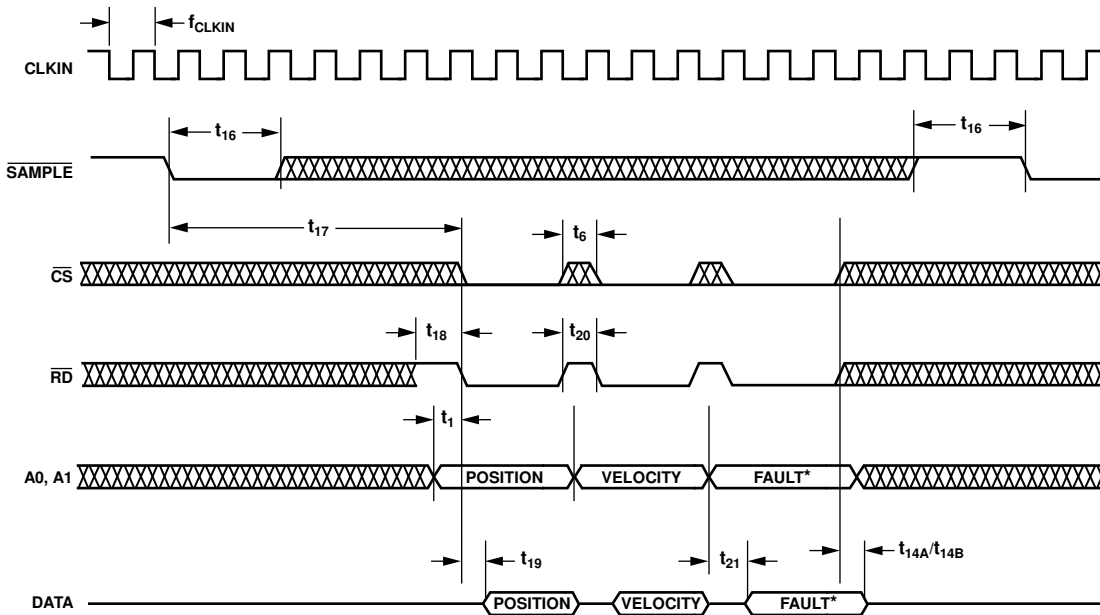 f_CLKIN
CLKIN
t_16
t_16
SAMPLE
t_17
t_6
CS
t_18
t_20
RD
t_1
A0, A1
POSITION
VELOCITY
FAULT*
t_19
t_21
t_14A/t_14B
DATA
POSITION
VELOCITY
FAULT*